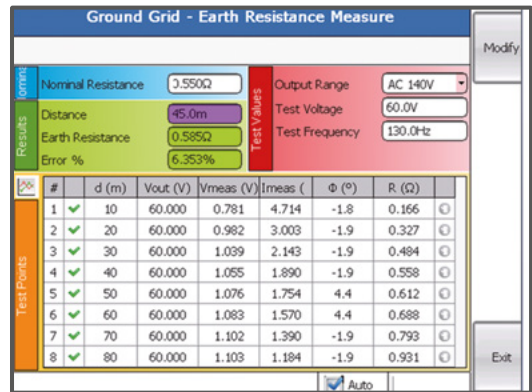 Ground Grid - Earth Resistance Measure
Modify
Nominal Resistance 0.550Ω
Output Range AC 140V
Results
Distance 45.0m
Test Values
Test Voltage 60.0V
Earth Resistance 0.585Ω
Test Frequency 130.0Hz
Error % 6.353%
# d (m) Vout (V) Vmeas (V) Imeas ( Φ (º) R (Ω)
Test Points
1 ✔ 10 60.000 0.781 4.714 -1.8 0.166
2 ✔ 20 60.000 0.982 3.003 -1.9 0.327
3 ✔ 30 60.000 1.039 2.143 -1.9 0.484
4 ✔ 40 60.000 1.055 1.890 -1.9 0.558
5 ✔ 50 60.000 1.076 1.754 4.4 0.612
6 ✔ 60 60.000 1.083 1.570 4.4 0.688
7 ✔ 70 60.000 1.102 1.390 -1.9 0.793
8 ✔ 80 60.000 1.103 1.184 -1.9 0.931
Exit
Auto